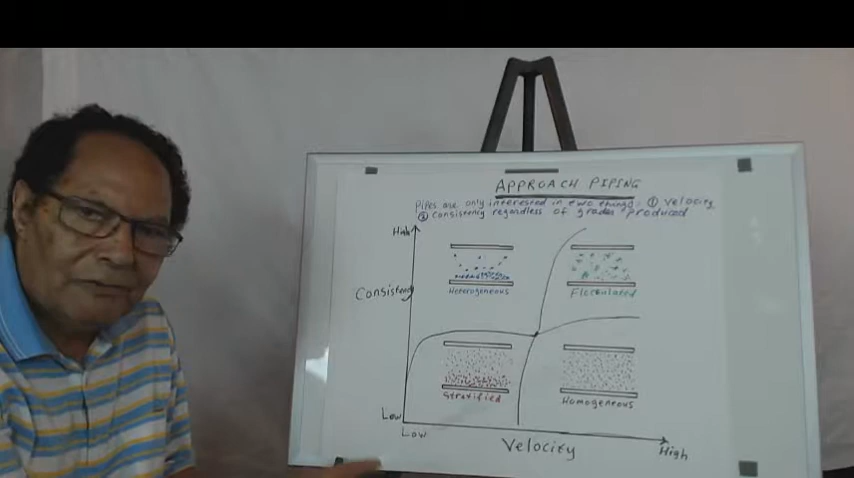 APPROACH PIPING
Pipes are only interested in two things: ① Velocity
② Consistency regardless of grades produced
High
Heterogeneous
Flocculated
Consistency
Stratified
Homogeneous
Low
Low
Velocity
High